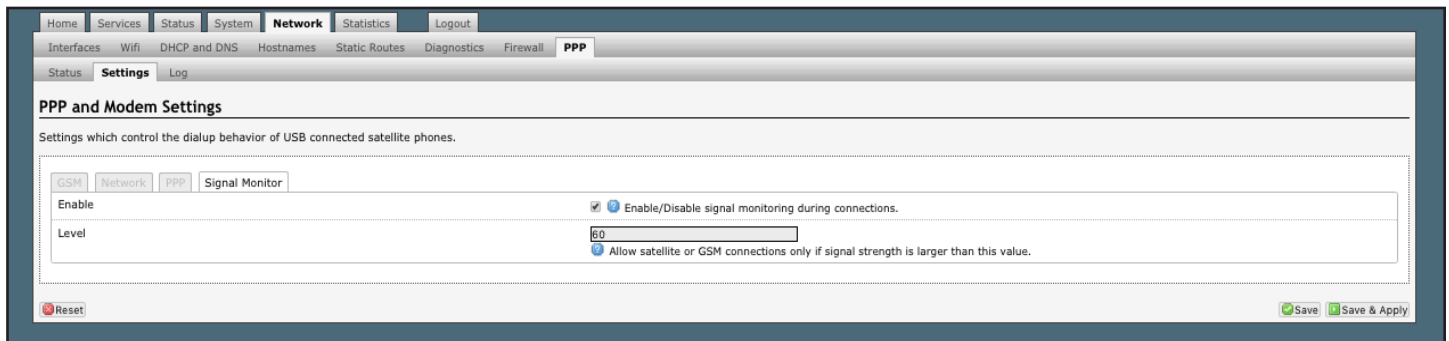 Home Services Status System Network Statistics Logout
Interfaces Wifi DHCP and DNS Hostnames Static Routes Diagnostics Firewall PPP
Status Settings Log
PPP and Modem Settings
Settings which control the dialup behavior of USB connected satellite phones.
GSM Network PPP Signal Monitor
Enable Enable/Disable signal monitoring during connections.
Level 60
Allow satellite or GSM connections only if signal strength is larger than this value.
Reset Save Save & Apply